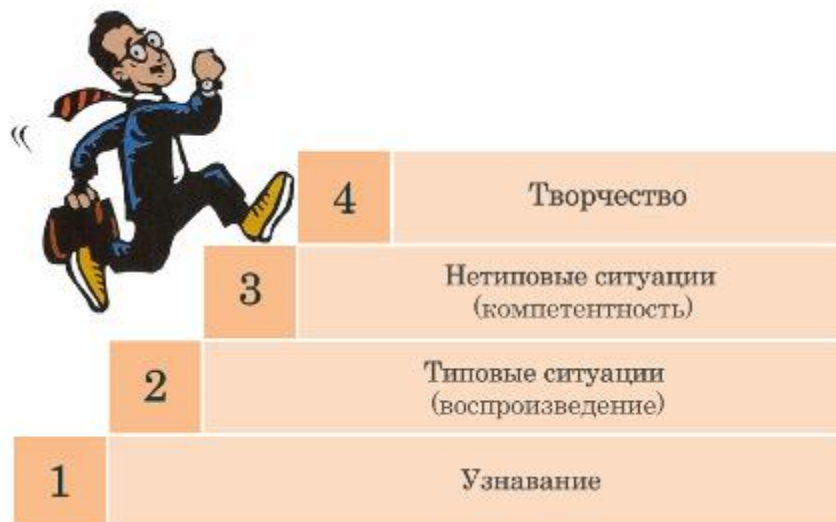 4
Творчество
3
Нетиповые ситуации
(компетентность)
2
Типовые ситуации
(воспроизведение)
1
Узнавание